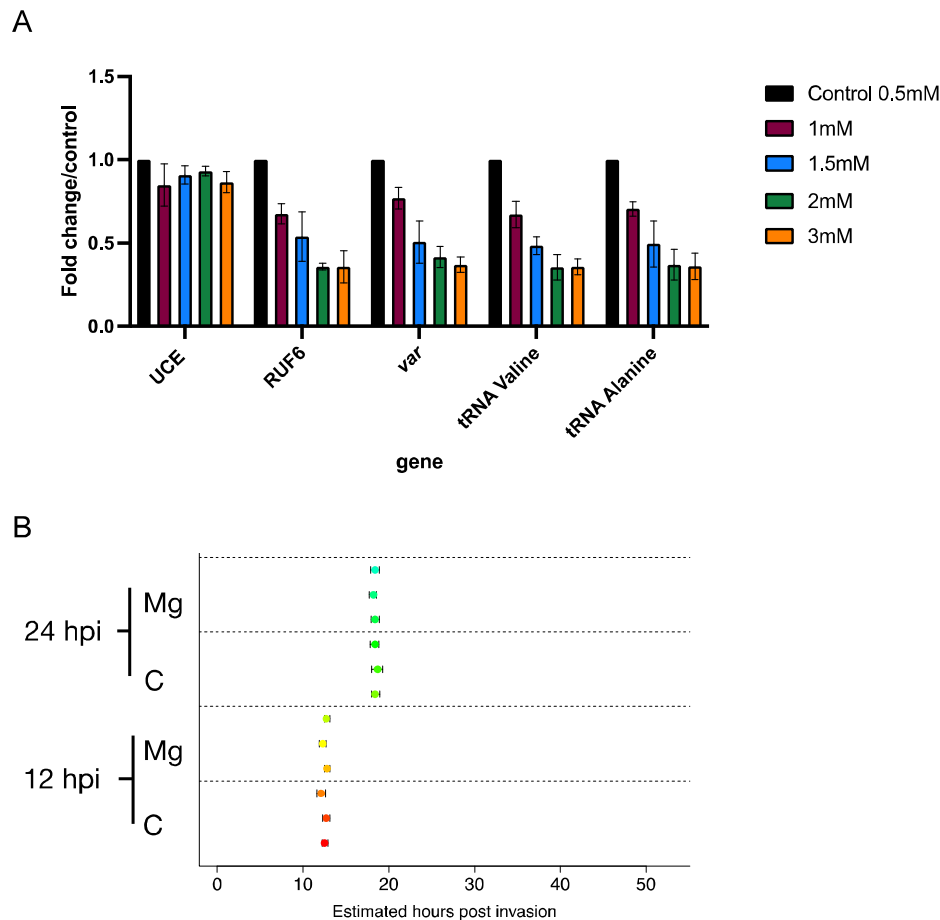 A
Fold change/control
1.5
1.0
0.5
0.0
UCE
RUF6
var
tRNA Valine
tRNA Alanine
gene
Control 0.5mM
1mM
1.5mM
2mM
3mM
B
24 hpi
Mg
C
12 hpi
Mg
C
0 10 20 30 40 50
Estimated hours post invasion